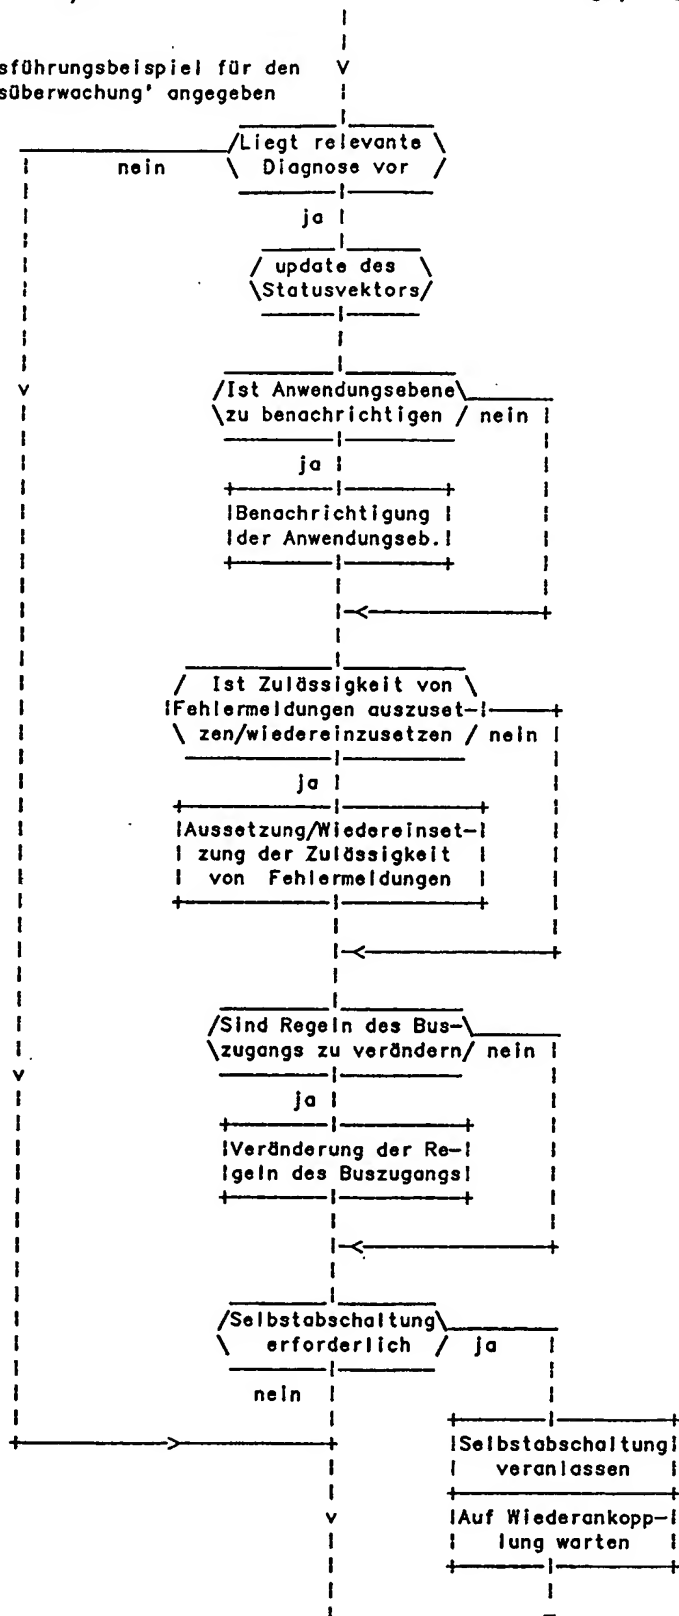 sführungsbeispiel für den
süberwachung' angegeben
Liegt relevante
nein Diagnose vor
ja
update des
Statusvektors
Ist Anwendungsebene
zu benachrichtigen nein
ja
Benachrichtigung
der Anwendungseb.
Ist Zulässigkeit von
Fehlermeldungen auszuset-
zen/wiedereinzusetzen nein
ja
Aussetzung/Wiedereinset-
zung der Zulässigkeit
von Fehlermeldungen
Sind Regeln des Bus-
zugangs zu verändern nein
ja
Veränderung der Re-
geln des Buszugangs
Selbstabschaltung
erforderlich ja
nein
Selbstabschaltung
veranlassen
Auf Wiederankopp-
lung warten